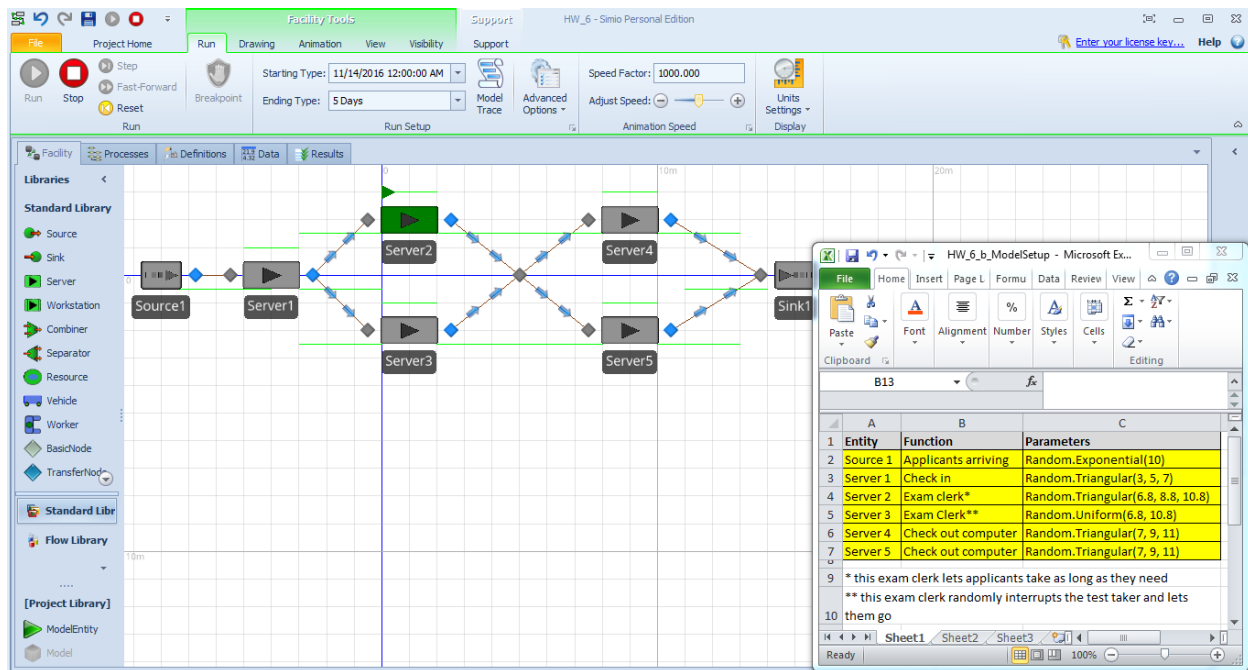 Facility Tools
Support
HW_6 - Simio Personal Edition
File
Project Home
Run
Drawing
Animation
View
Visibility
Support
Enter your license key...
Help
Run
Stop
Step
Fast-Forward
Reset
Run
Breakpoint
Starting Type: 11/14/2016 12:00:00 AM
Ending Type: 5 Days
Model Trace
Advanced Options
Run Setup
Speed Factor: 1000.000
Adjust Speed:
Animation Speed
Units Settings
Display
Facility
Processes
Definitions
Data
Results
Libraries
Standard Library
Source
Sink
Server
Workstation
Combiner
Separator
Resource
Vehicle
Worker
BasicNode
TransferNode
Standard Libr
Flow Library
[Project Library]
ModelEntity
Model
0
10m
20m
0
10m
Source1
Server1
Server2
Server3
Server4
Server5
Sink1
HW_6_b_ModelSetup - Microsoft Ex...
File
Home
Insert
Page L
Formu
Data
Review
View
Paste
Clipboard
Font
Alignment
Number
Styles
Cells
Editing
B13
fx
A B C
1 Entity Function Parameters
2 Source 1 Applicants arriving Random.Exponential(10)
3 Server 1 Check in Random.Triangular(3, 5, 7)
4 Server 2 Exam clerk* Random.Triangular(6.8, 8.8, 10.8)
5 Server 3 Exam Clerk** Random.Uniform(6.8, 10.8)
6 Server 4 Check out computer Random.Triangular(7, 9, 11)
7 Server 5 Check out computer Random.Triangular(7, 9, 11)
8
9 * this exam clerk lets applicants take as long as they need
** this exam clerk randomly interrupts the test taker and lets
10 them go
Sheet1
Sheet2
Sheet3
Ready
100%